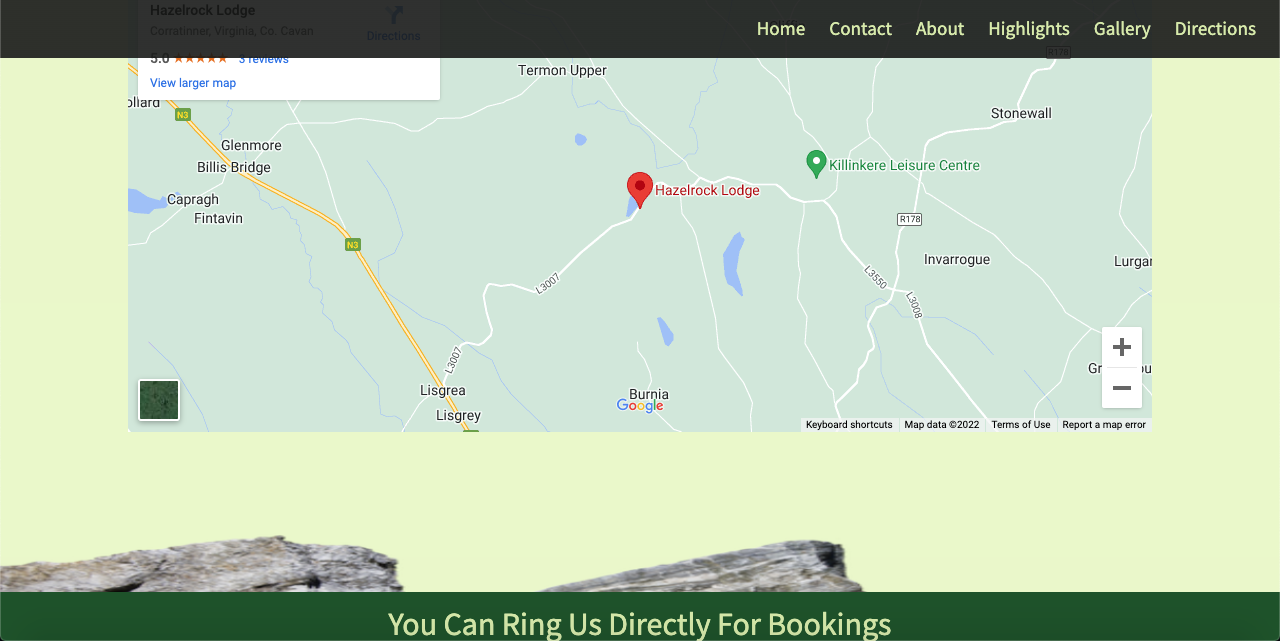 Home Contact About Highlights Gallery Directions
Hazelrock Lodge
Corratinner, Virginia, Co. Cavan
Directions
5.0 ★★★★★ 3 reviews
View larger map
R178
Termon Upper
ollard
N3
Stonewall
Glenmore
Billis Bridge
Killinkere Leisure Centre
Hazelrock Lodge
Capragh
Fintavin
R178
N3
Invarrogue
Lurgan
L3007
L3550
L3008
L3007
Lisgrea
Burnia
Google
Lisgrey
Keyboard shortcuts Map data ©2022 Terms of Use Report a map error
You Can Ring Us Directly For Bookings